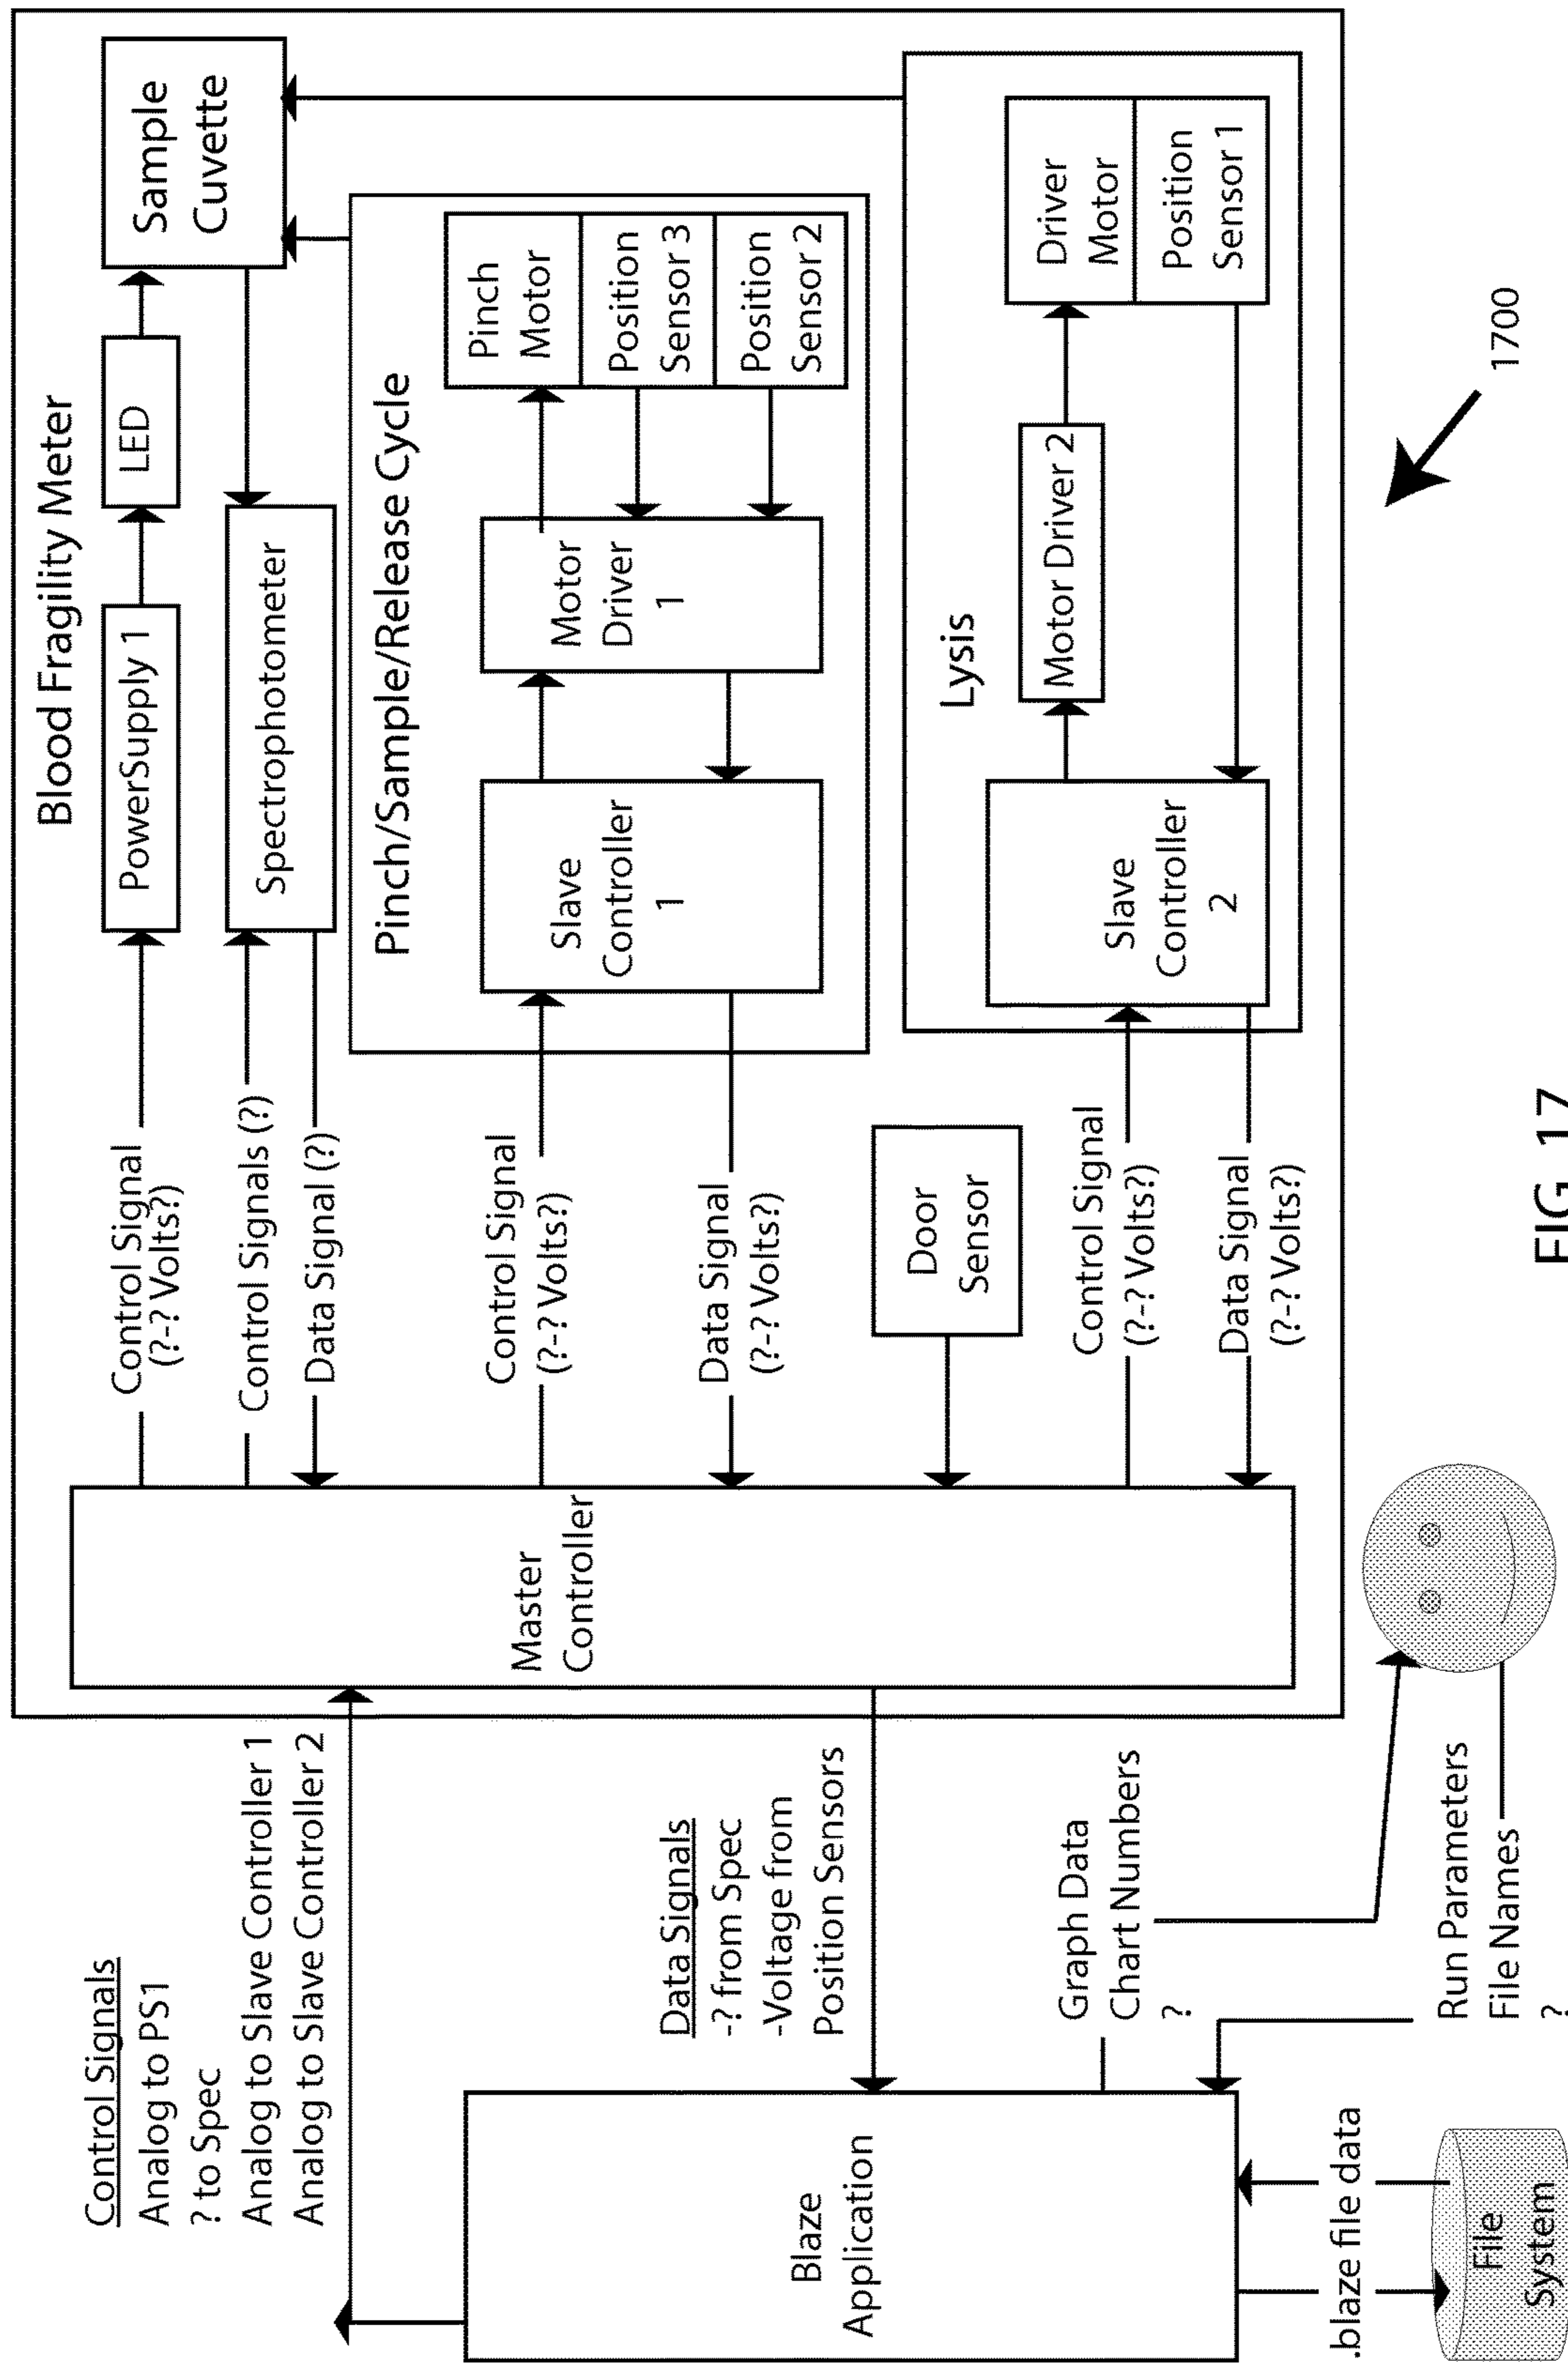 Blood Fragility Meter
Control Signals
Analog to PS1
? to Spec
Analog to Slave Controller 1
Analog to Slave Controller 2
Data Signals
-? from Spec
-Voltage from
Position Sensors
Blaze
Application
Graph Data
Chart Numbers
?
Run Parameters
File Names
?
.blaze file data
File
System
Master
Controller
Control Signal
(?-? Volts?)
Control Signals (?)
Data Signal (?)
Control Signal
(?-? Volts?)
Data Signal
(?-? Volts?)
Door
Sensor
Control Signal
(?-? Volts?)
Data Signal
(?-? Volts?)
PowerSupply 1
LED
Sample
Cuvette
Spectrophotometer
Pinch/Sample/Release Cycle
Slave
Controller
1
Motor
Driver
1
Pinch
Motor
Position
Sensor 3
Position
Sensor 2
Lysis
Slave
Controller
2
Motor Driver 2
Driver
Motor
Position
Sensor 1
1700
FIG 17